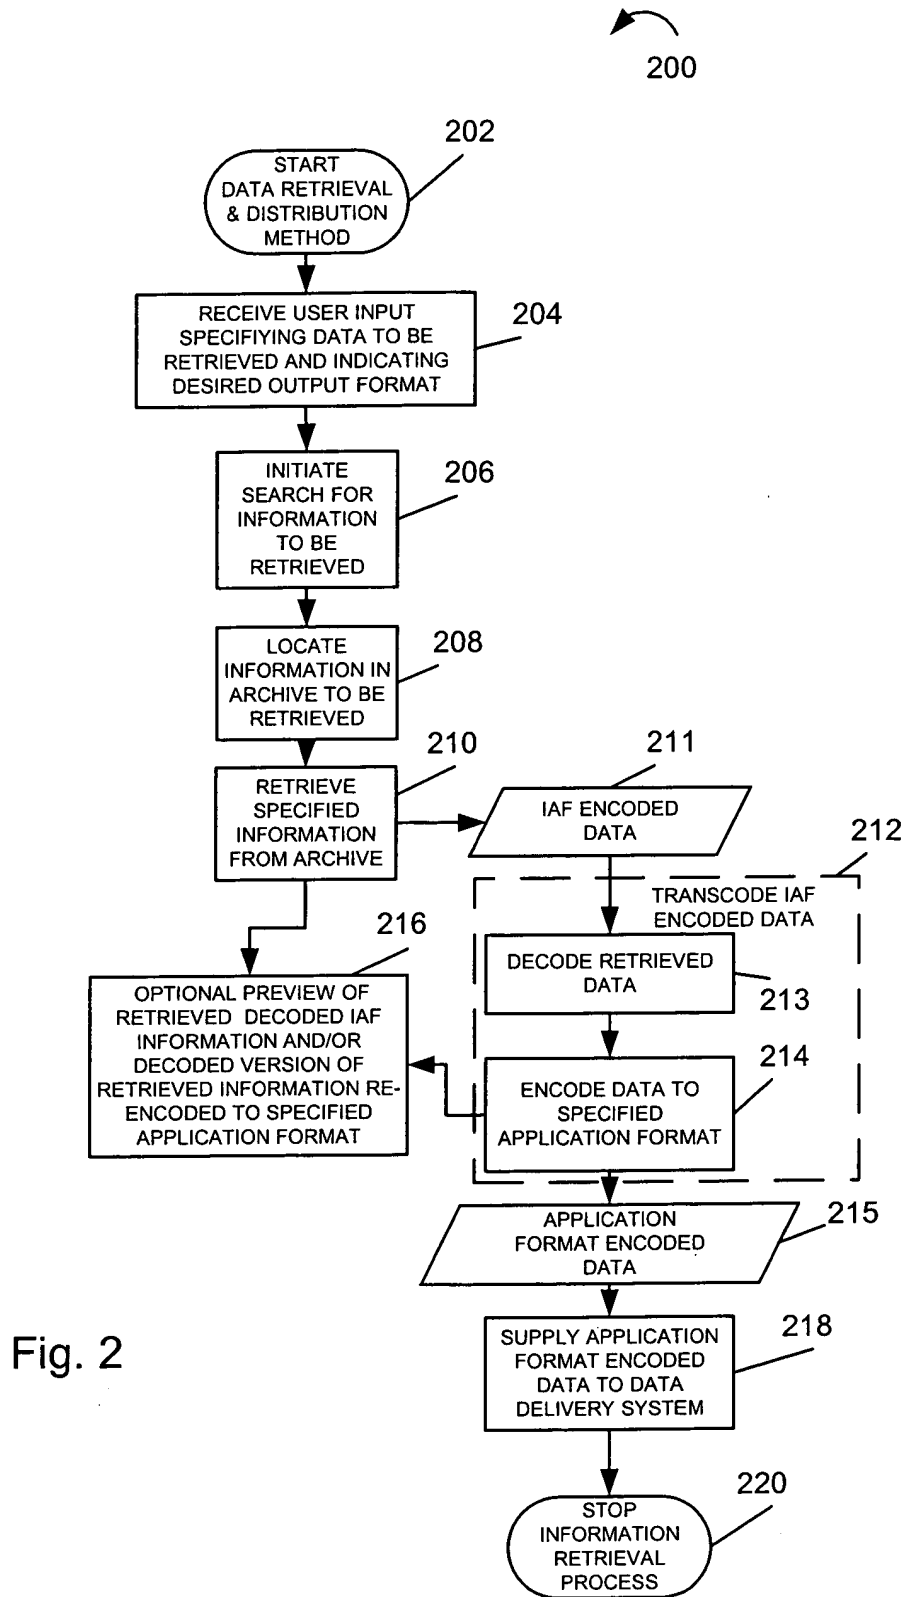 200
202
START
DATA RETRIEVAL
& DISTRIBUTION
METHOD
204
RECEIVE USER INPUT
SPECIFIYING DATA TO BE
RETRIEVED AND INDICATING
DESIRED OUTPUT FORMAT
206
INITIATE
SEARCH FOR
INFORMATION
TO BE
RETRIEVED
208
LOCATE
INFORMATION IN
ARCHIVE TO BE
RETRIEVED
210
RETRIEVE
SPECIFIED
INFORMATION
FROM ARCHIVE
211
IAF ENCODED
DATA
212
TRANSCODE IAF
ENCODED DATA
DECODE RETRIEVED
DATA
213
214
ENCODE DATA TO
SPECIFIED
APPLICATION FORMAT
216
OPTIONAL PREVIEW OF
RETRIEVED DECODED IAF
INFORMATION AND/OR
DECODED VERSION OF
RETRIEVED INFORMATION RE-
ENCODED TO SPECIFIED
APPLICATION FORMAT
215
APPLICATION
FORMAT ENCODED
DATA
218
SUPPLY APPLICATION
FORMAT ENCODED
DATA TO DATA
DELIVERY SYSTEM
Fig. 2
220
STOP
INFORMATION
RETRIEVAL
PROCESS